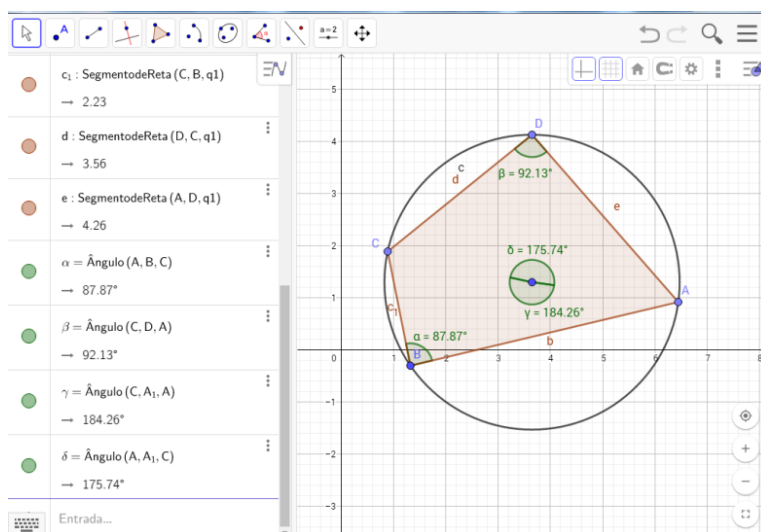 a=2
c₁ : SegmentodeReta (C, B, q1)
→ 2.23
d : SegmentodeReta (D, C, q1)
→ 3.56
e : SegmentodeReta (A, D, q1)
→ 4.26
α = Ângulo (A, B, C)
→ 87.87°
β = Ângulo (C, D, A)
→ 92.13°
γ = Ângulo (C, A₁, A)
→ 184.26°
δ = Ângulo (A, A₁, C)
→ 175.74°
Entrada...
5
D
4
c
β = 92.13°
d
3
e
C
2
δ = 175.74°
A
1
γ = 184.26°
c₁
α = 87.87°
b
B
0
0 1 2 3 4 5 6 7 8
-1
-2
-3